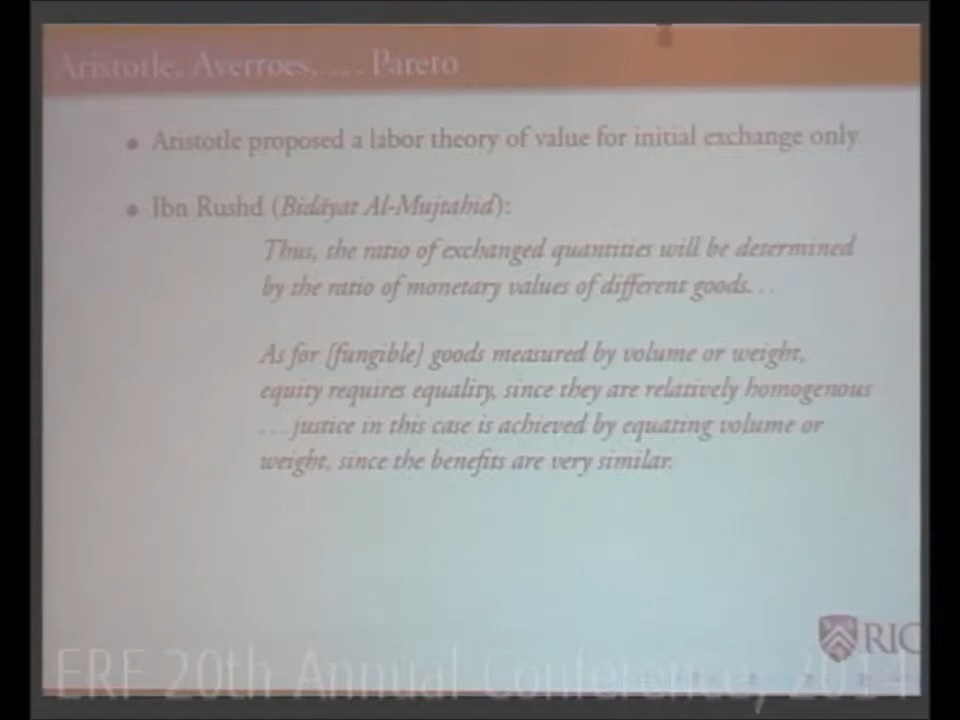 Aristotle, Averroes, . . . Pareto
• Aristotle proposed a labor theory of value for initial exchange only
• Ibn Rushd (Bidāyat Al-Mujtahid):
Thus, the ratio of exchanged quantities will be determined
by the ratio of monetary values of different goods. . .
As for [fungible] goods measured by volume or weight,
equity requires equality, since they are relatively homogenous
. . . justice in this case is achieved by equating volume or
weight, since the benefits are very similar.
RIC
ERF 20th Annual Conference, 2014